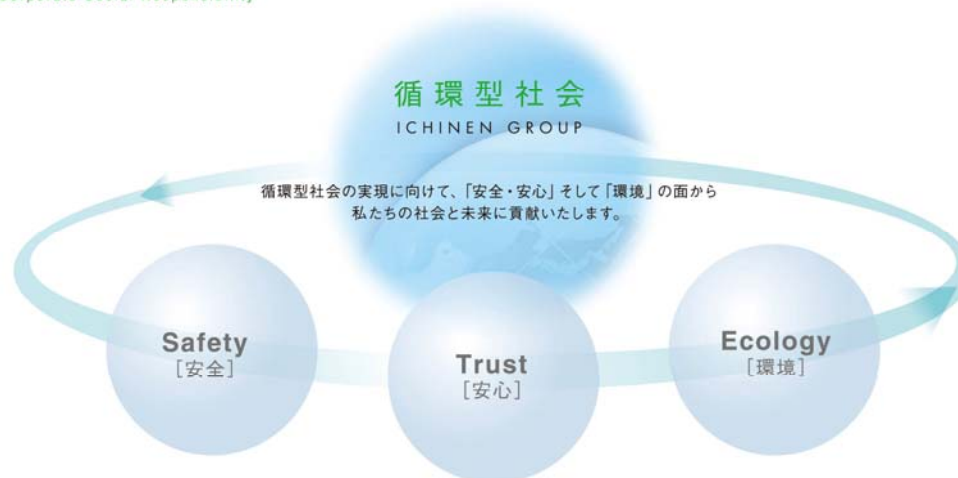 循環型社会
ICHINEN GROUP
循環型社会の実現に向けて、「安全・安心」そして「環境」の面から
私たちの社会と未来に貢献いたします。
Safety
[安全]
Trust
[安心]
Ecology
[環境]